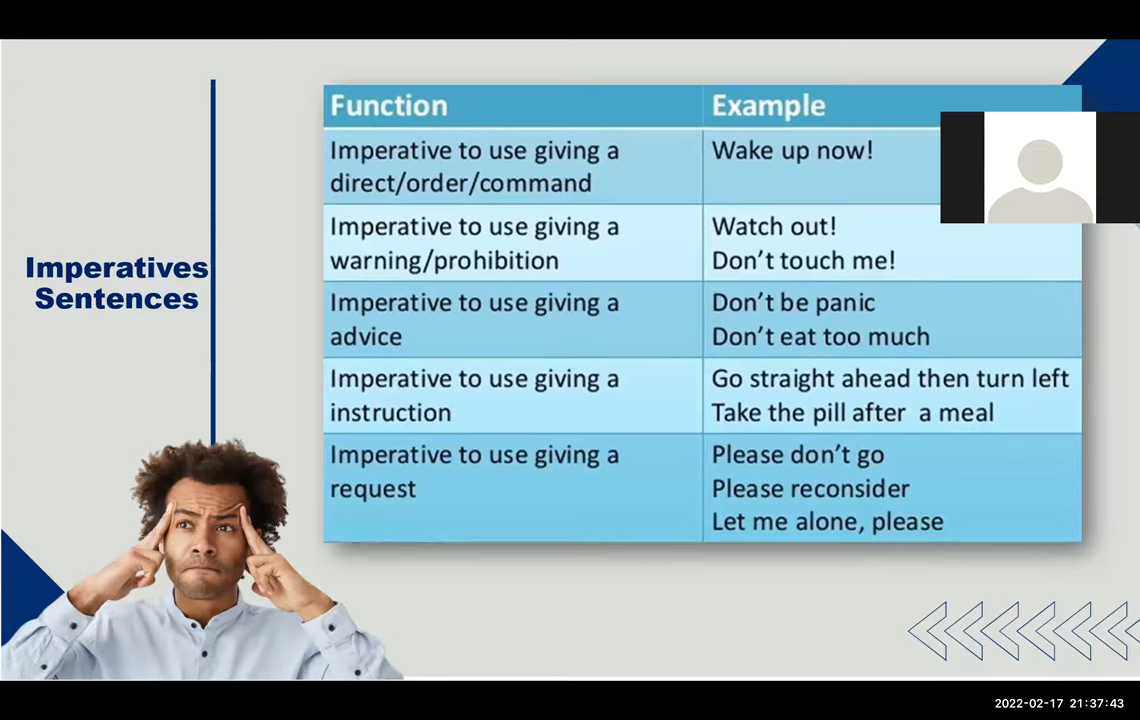 Imperatives
Sentences
Function
Example
Imperative to use giving a
direct/order/command
Wake up now!
Imperative to use giving a
warning/prohibition
Watch out!
Don't touch me!
Imperative to use giving a
advice
Don't be panic
Don't eat too much
Imperative to use giving a
instruction
Go straight ahead then turn left
Take the pill after a meal
Imperative to use giving a
request
Please don't go
Please reconsider
Let me alone, please
2022-02-17 21:37:43